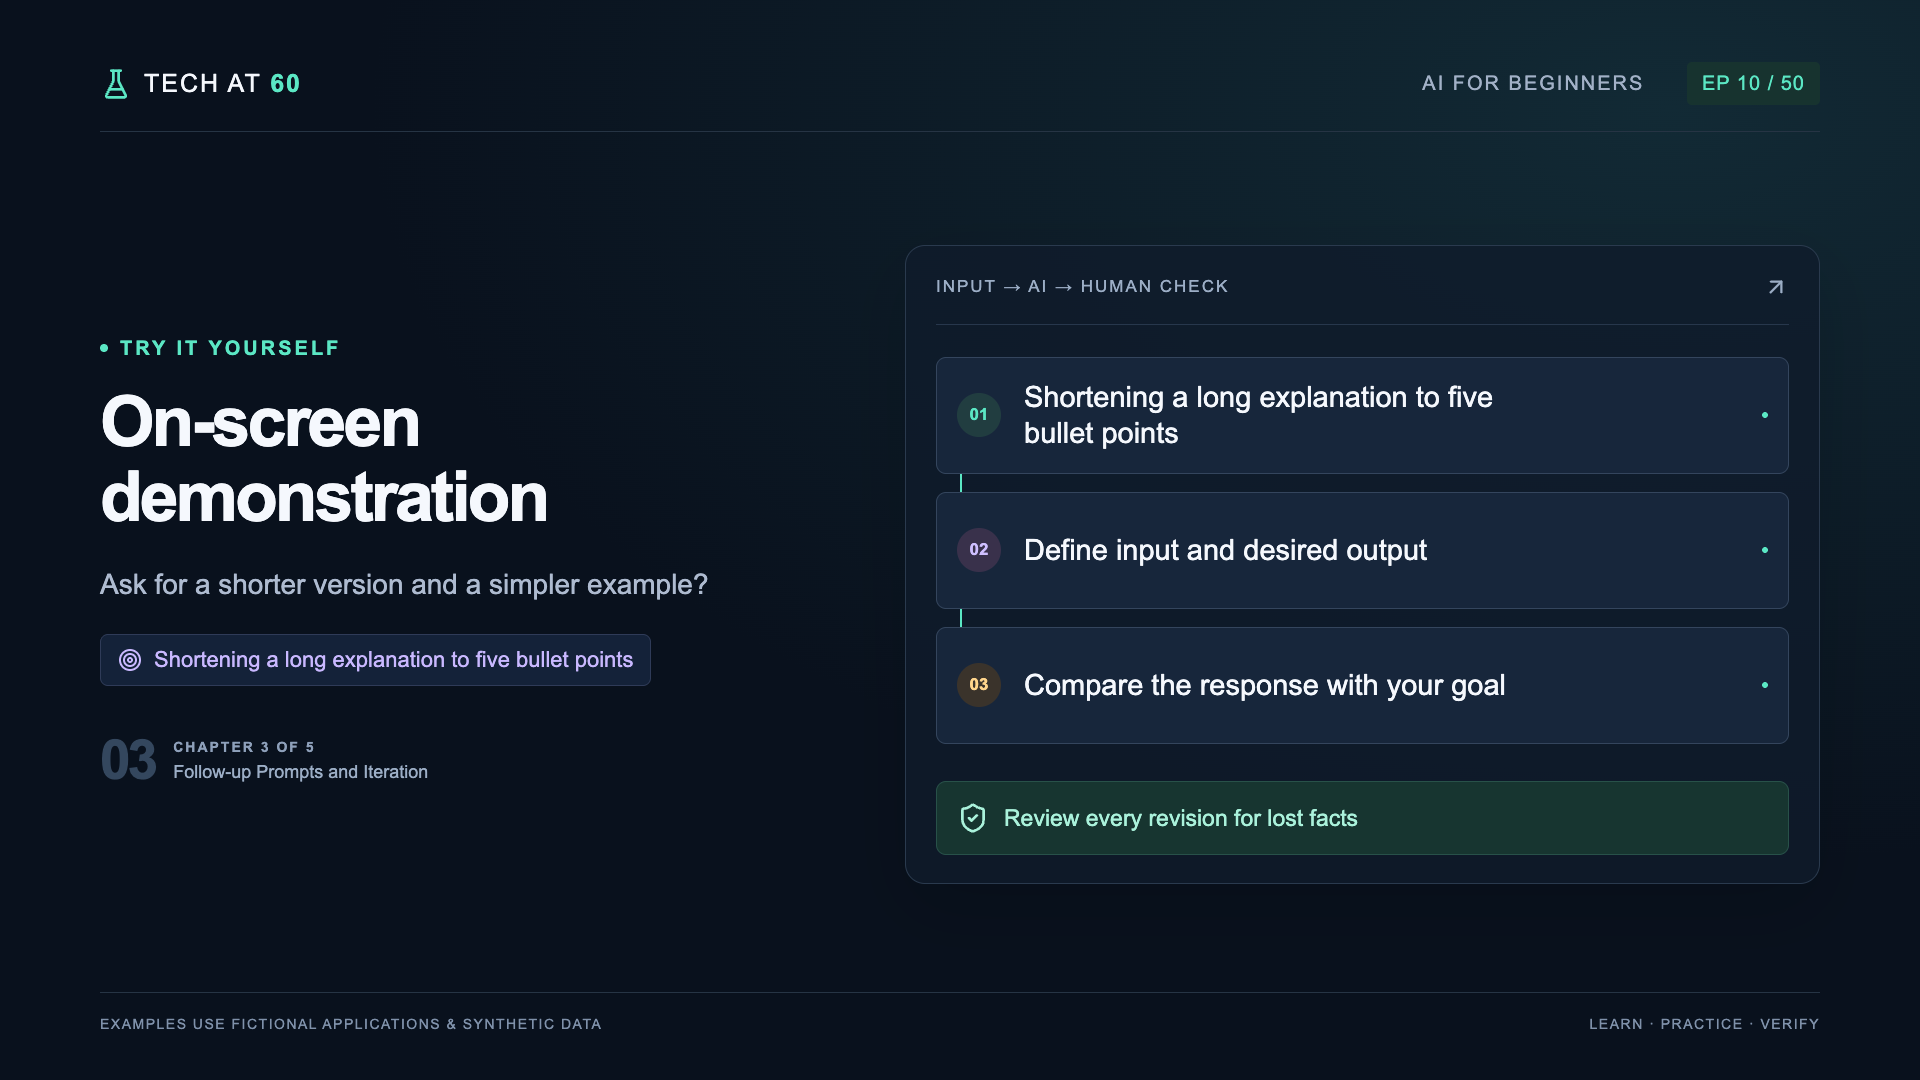 TECH AT 60
AI FOR BEGINNERS
EP 10 / 50
TRY IT YOURSELF
On-screen
demonstration
Ask for a shorter version and a simpler example?
Shortening a long explanation to five bullet points
03
CHAPTER 3 OF 5
Follow-up Prompts and Iteration
INPUT → AI → HUMAN CHECK
01
Shortening a long explanation to five
bullet points
02
Define input and desired output
03
Compare the response with your goal
Review every revision for lost facts
EXAMPLES USE FICTIONAL APPLICATIONS & SYNTHETIC DATA
LEARN · PRACTICE · VERIFY